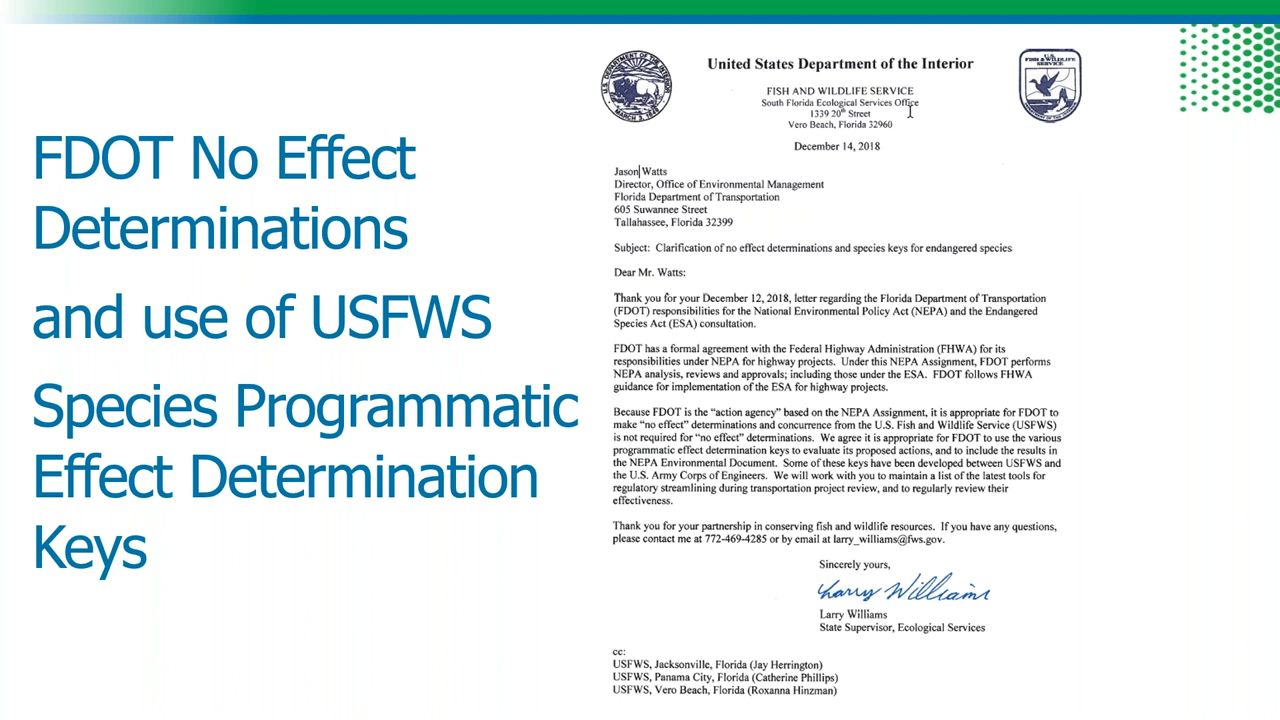 FDOT No Effect
Determinations
and use of USFWS
Species Programmatic
Effect Determination
Keys
U.S. DEPARTMENT OF THE INTERIOR
MARCH 3, 1849
United States Department of the Interior
FISH AND WILDLIFE SERVICE
South Florida Ecological Services Office
1339 20th Street
Vero Beach, Florida 32960
U.S.
FISH & WILDLIFE
SERVICE
December 14, 2018
Jason Watts
Director, Office of Environmental Management
Florida Department of Transportation
605 Suwannee Street
Tallahassee, Florida 32399
Subject: Clarification of no effect determinations and species keys for endangered species
Dear Mr. Watts:
Thank you for your December 12, 2018, letter regarding the Florida Department of Transportation
(FDOT) responsibilities for the National Environmental Policy Act (NEPA) and the Endangered
Species Act (ESA) consultation.
FDOT has a formal agreement with the Federal Highway Administration (FHWA) for its
responsibilities under NEPA for highway projects. Under this NEPA Assignment, FDOT performs
NEPA analysis, reviews and approvals; including those under the ESA. FDOT follows FHWA
guidance for implementation of the ESA for highway projects.
Because FDOT is the “action agency” based on the NEPA Assignment, it is appropriate for FDOT to
make “no effect” determinations and concurrence from the U.S. Fish and Wildlife Service (USFWS)
is not required for “no effect” determinations. We agree it is appropriate for FDOT to use the various
programmatic effect determination keys to evaluate its proposed actions, and to include the results in
the NEPA Environmental Document. Some of these keys have been developed between USFWS and
the U.S. Army Corps of Engineers. We will work with you to maintain a list of the latest tools for
regulatory streamlining during transportation project review, and to regularly review their
effectiveness.
Thank you for your partnership in conserving fish and wildlife resources. If you have any questions,
please contact me at 772-469-4285 or by email at larry_williams@fws.gov.
Sincerely yours,
Larry Williams
Larry Williams
State Supervisor, Ecological Services
cc:
USFWS, Jacksonville, Florida (Jay Herrington)
USFWS, Panama City, Florida (Catherine Phillips)
USFWS, Vero Beach, Florida (Roxanna Hinzman)